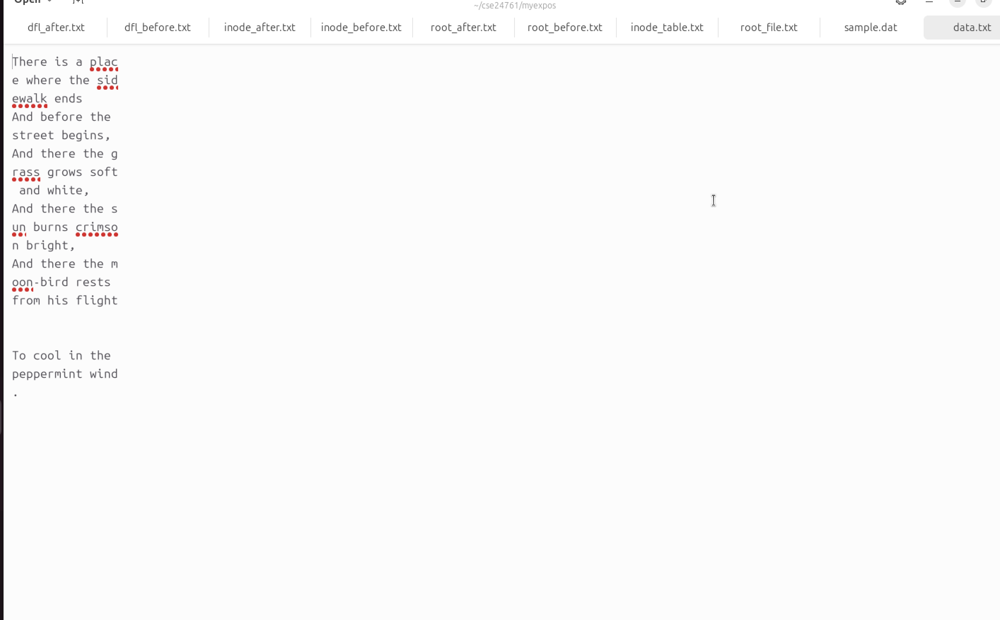 Open
~/cse24761/myexpos
dfl_after.txt dfl_before.txt inode_after.txt inode_before.txt root_after.txt root_before.txt inode_table.txt root_file.txt sample.dat data.txt
There is a plac
e where the sid
ewalk ends
And before the
street begins,
And there the g
rass grows soft
 and white,
And there the s
un burns crimso
n bright,
And there the m
oon-bird rests
from his flight
To cool in the
peppermint wind
.